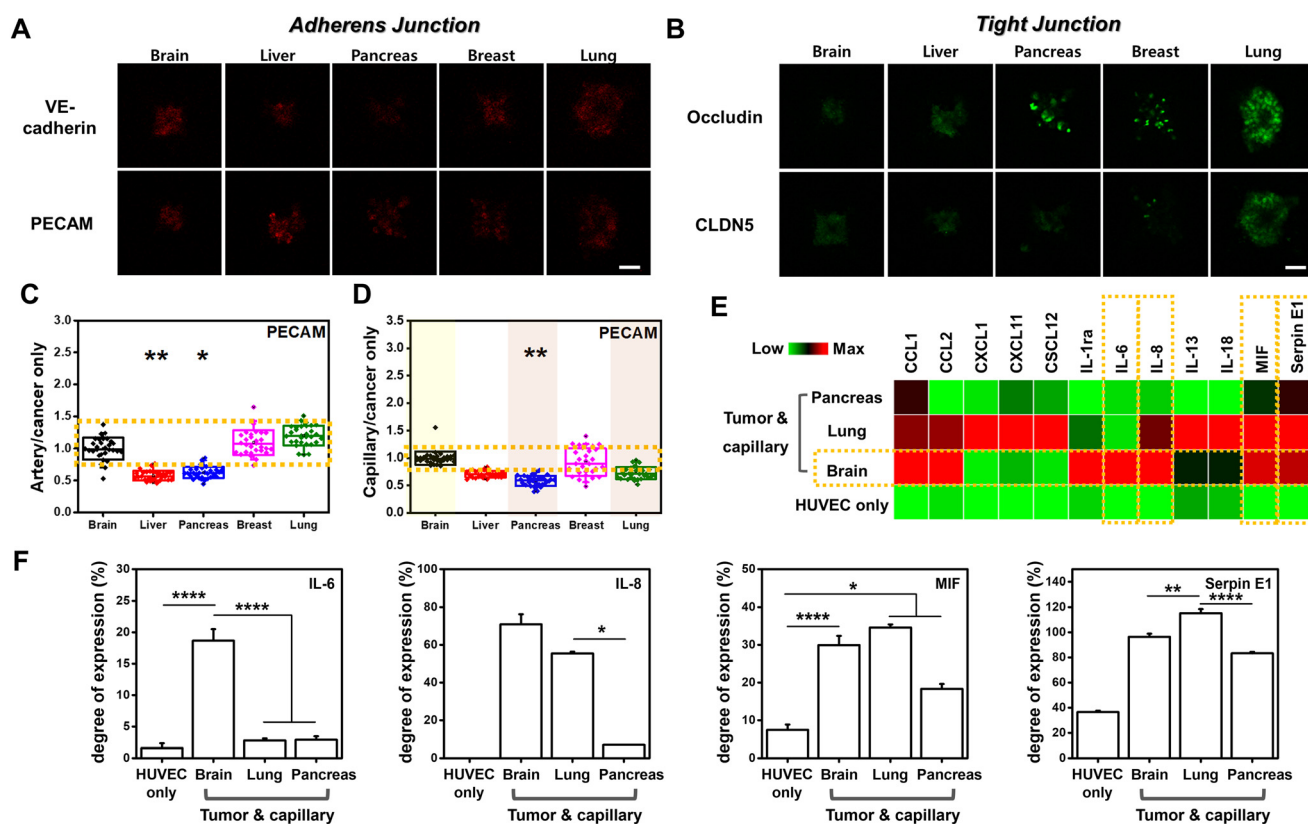 A
Adherens Junction
Brain Liver Pancreas Breast Lung
VE-
cadherin
PECAM
B
Tight Junction
Brain Liver Pancreas Breast Lung
Occludin
CLDN5
C
Artery/cancer only
3.0
2.5
2.0
1.5
1.0
0.5
0.0
PECAM
** *
Brain Liver Pancreas Breast Lung
D
Capillary/cancer only
3.0
2.5
2.0
1.5
1.0
0.5
0.0
PECAM
**
Brain Liver Pancreas Breast Lung
E
Low Max
CCL1
CCL2
CXCL1
CXCL11
CSCL12
IL-1ra
IL-6
IL-8
IL-13
IL-18
MIF
Serpin E1
Tumor &
capillary
Pancreas
Lung
Brain
HUVEC only
F
degree of expression (%)
30
25
20
15
10
5
0
IL-6
**** ****
HUVEC
only
Brain Lung Pancreas
Tumor & capillary
degree of expression (%)
100
80
60
40
20
0
IL-8
*
HUVEC
only
Brain Lung Pancreas
Tumor & capillary
degree of expression (%)
50
40
30
20
10
0
MIF
*
****
HUVEC
only
Brain Lung Pancreas
Tumor & capillary
degree of expression (%)
140
120
100
80
60
40
20
0
Serpin E1
** ****
HUVEC
only
Brain Lung Pancreas
Tumor & capillary